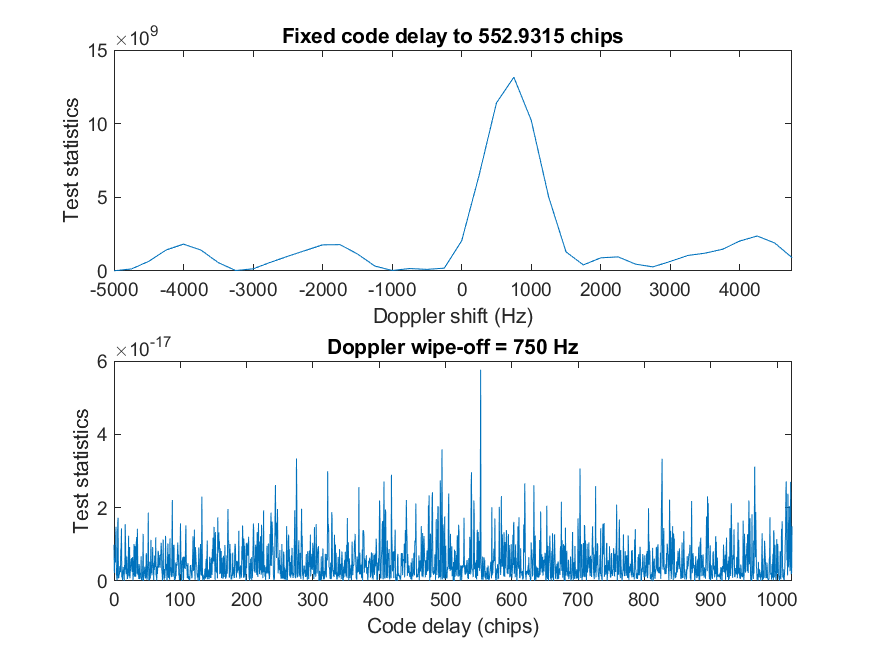 ×10^9
Fixed code delay to 552.9315 chips
15
10
5
0
Test statistics
-5000 -4000 -3000 -2000 -1000 0 1000 2000 3000 4000
Doppler shift (Hz)
×10^-17
Doppler wipe-off = 750 Hz
6
4
2
0
Test statistics
0 100 200 300 400 500 600 700 800 900 1000
Code delay (chips)